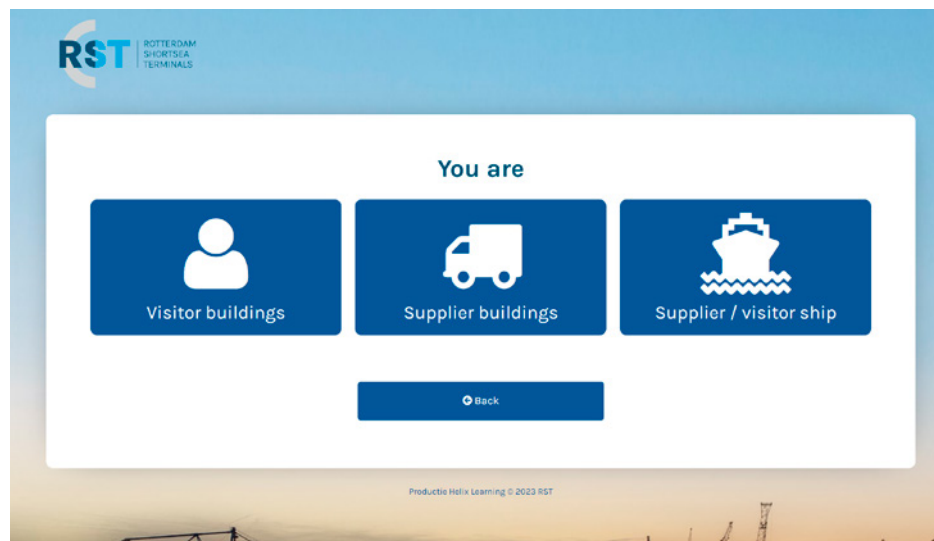 RST
ROTTERDAM
SHORTSEA
TERMINALS
You are
Visitor buildings
Supplier buildings
Supplier / visitor ship
Back
Productie Helix Learning © 2023 RST